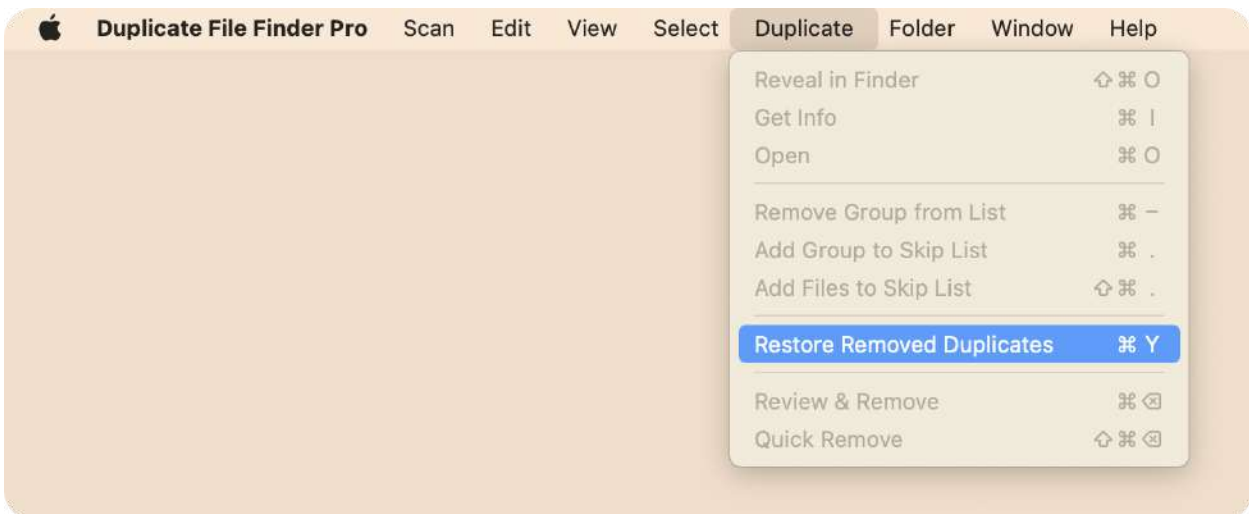 Duplicate File Finder Pro Scan Edit View Select Duplicate Folder Window Help
Reveal in Finder ⇧⌘ O
Get Info ⌘ I
Open ⌘ O
Remove Group from List ⌘ –
Add Group to Skip List ⌘ .
Add Files to Skip List ⇧⌘ .
Restore Removed Duplicates ⌘ Y
Review & Remove ⌘⌫
Quick Remove ⇧⌘⌫